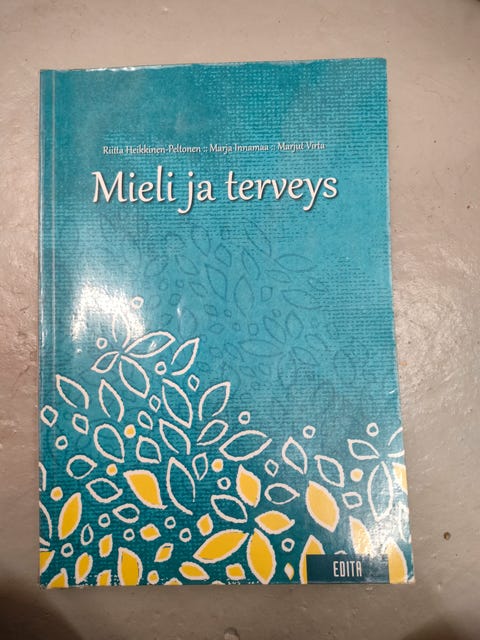 Riitta Heikkinen-Peltonen :: Marja Innamaa :: Marjut Virta
Mieli ja terveys
EDITA